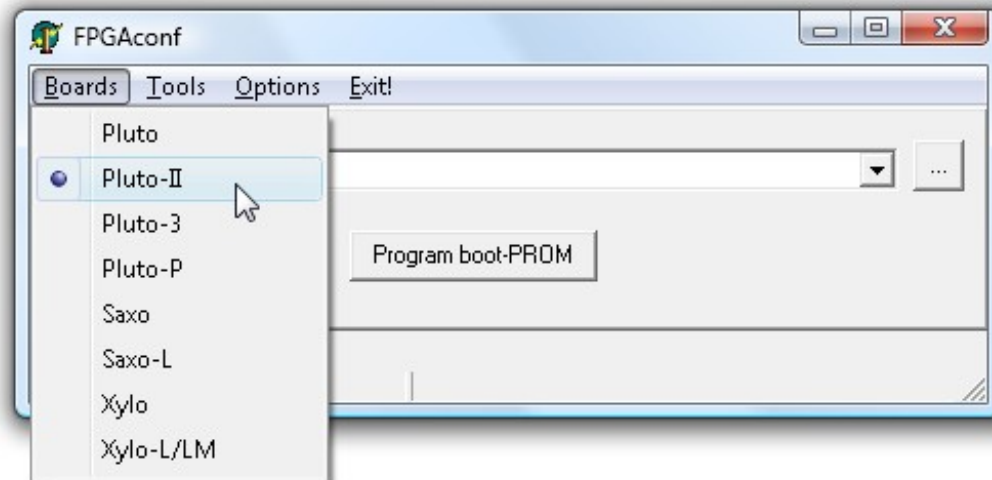 FPGAconf
Boards Tools Options Exit!
Pluto
Pluto-II
...
Pluto-3
Program boot-PROM
Pluto-P
Saxo
Saxo-L
Xylo
Xylo-L/LM